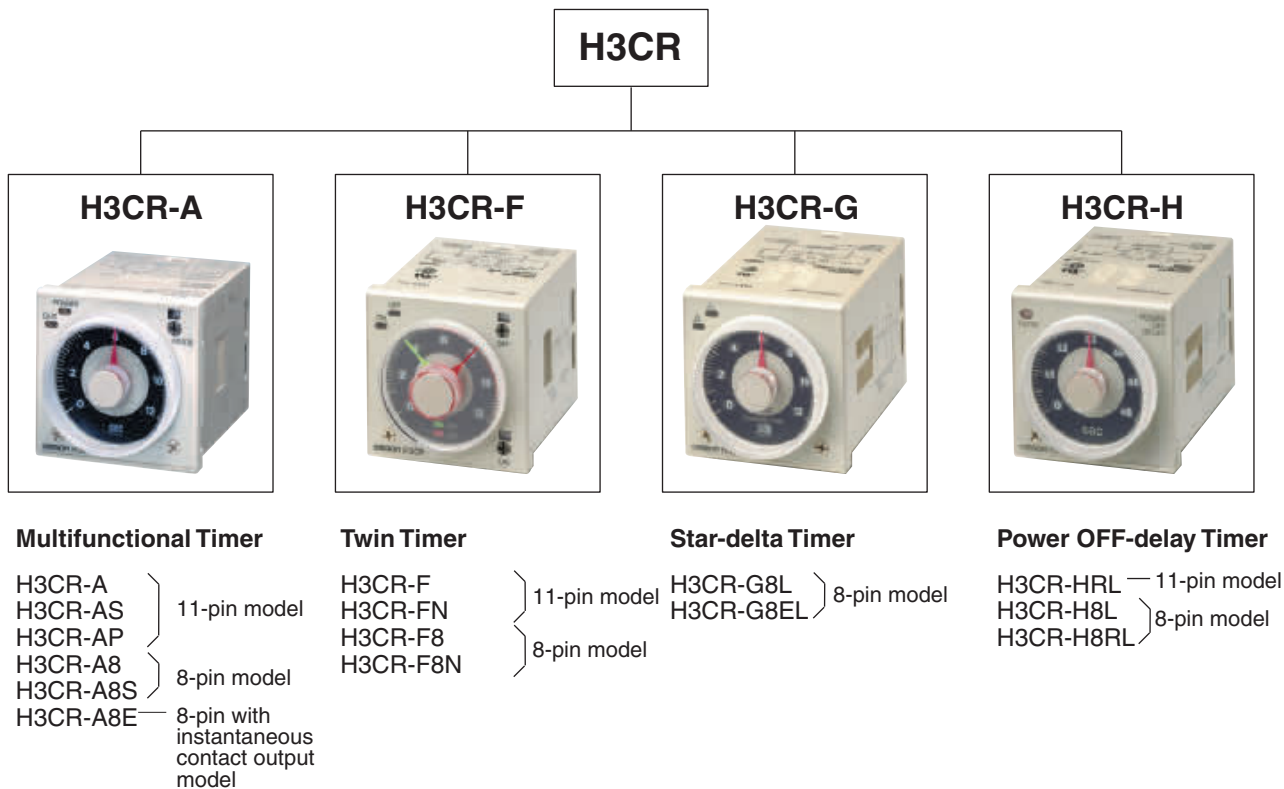 H3CR
H3CR-A
H3CR-F
H3CR-G
H3CR-H
Multifunctional Timer
H3CR-A
H3CR-AS
H3CR-AP
11-pin model
H3CR-A8
H3CR-A8S
8-pin model
H3CR-A8E
8-pin with
instantaneous
contact output
model
Twin Timer
H3CR-F
H3CR-FN
11-pin model
H3CR-F8
H3CR-F8N
8-pin model
Star-delta Timer
H3CR-G8L
H3CR-G8EL
8-pin model
Power OFF-delay Timer
H3CR-HRL
11-pin model
H3CR-H8L
H3CR-H8RL
8-pin model